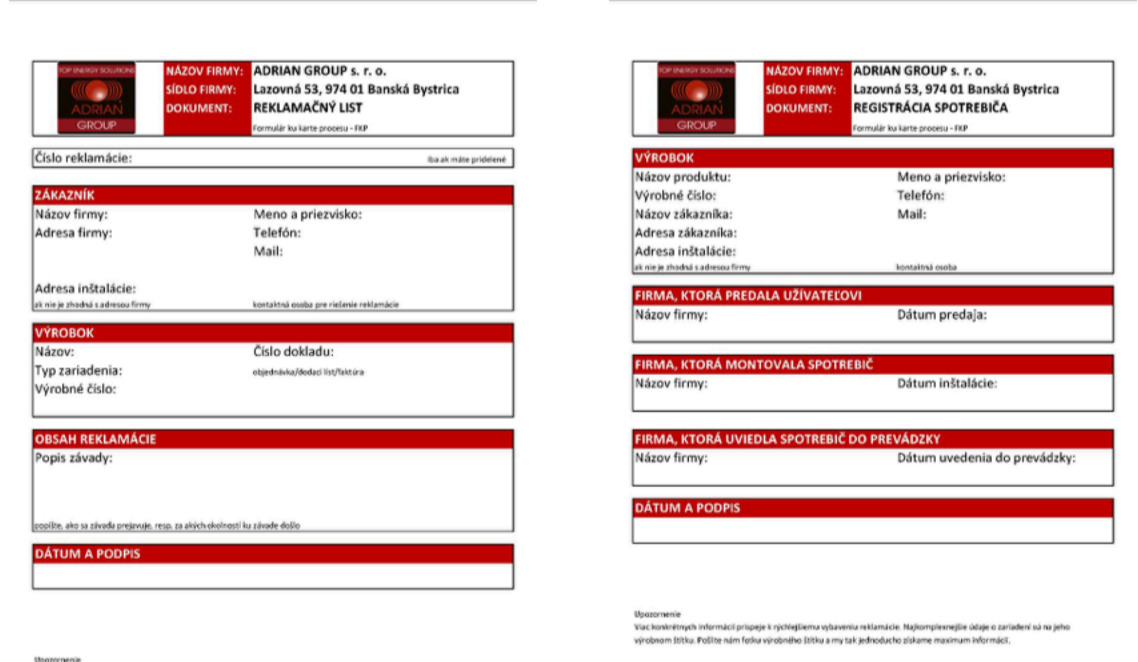 TOP ENERGY SOLUTIONS
ADRIAN
GROUP
NÁZOV FIRMY: ADRIAN GROUP s. r. o.
SÍDLO FIRMY: Lazovná 53, 974 01 Banská Bystrica
DOKUMENT: REKLAMAČNÝ LIST
Formulár ku karte procesu - FKP
Číslo reklamácie: iba ak máte pridelené
ZÁKAZNÍK
Názov firmy: Meno a priezvisko:
Adresa firmy: Telefón:
Mail:
Adresa inštalácie:
ak nie je zhodná s adresou firmy kontaktná osoba pre riešenie reklamácie
VÝROBOK
Názov: Číslo dokladu:
Typ zariadenia: objednávka/dodací list/faktúra
Výrobné číslo:
OBSAH REKLAMÁCIE
Popis závady:
popíšte, ako sa závada prejavuje, resp. za akých okolností ku závade došlo
DÁTUM A PODPIS
Upozornenie
TOP ENERGY SOLUTIONS
ADRIAN
GROUP
NÁZOV FIRMY: ADRIAN GROUP s. r. o.
SÍDLO FIRMY: Lazovná 53, 974 01 Banská Bystrica
DOKUMENT: REGISTRÁCIA SPOTREBIČA
Formulár ku karte procesu - FKP
VÝROBOK
Názov produktu: Meno a priezvisko:
Výrobné číslo: Telefón:
Názov zákazníka: Mail:
Adresa zákazníka:
Adresa inštalácie:
ak nie je zhodná s adresou firmy kontaktná osoba
FIRMA, KTORÁ PREDALA UŽÍVATEĽOVI
Názov firmy: Dátum predaja:
FIRMA, KTORÁ MONTOVALA SPOTREBIČ
Názov firmy: Dátum inštalácie:
FIRMA, KTORÁ UVIEDLA SPOTREBIČ DO PREVÁDZKY
Názov firmy: Dátum uvedenia do prevádzky:
DÁTUM A PODPIS
Upozornenie
Viac konkrétnych informácií prispeje k rýchlejšiemu vybaveniu reklamácie. Najkomplexnejšie údaje o zariadení sú na jeho
výrobnom štítku. Pošlite nám fotku výrobného štítku a my tak jednoducho získame maximum informácií.